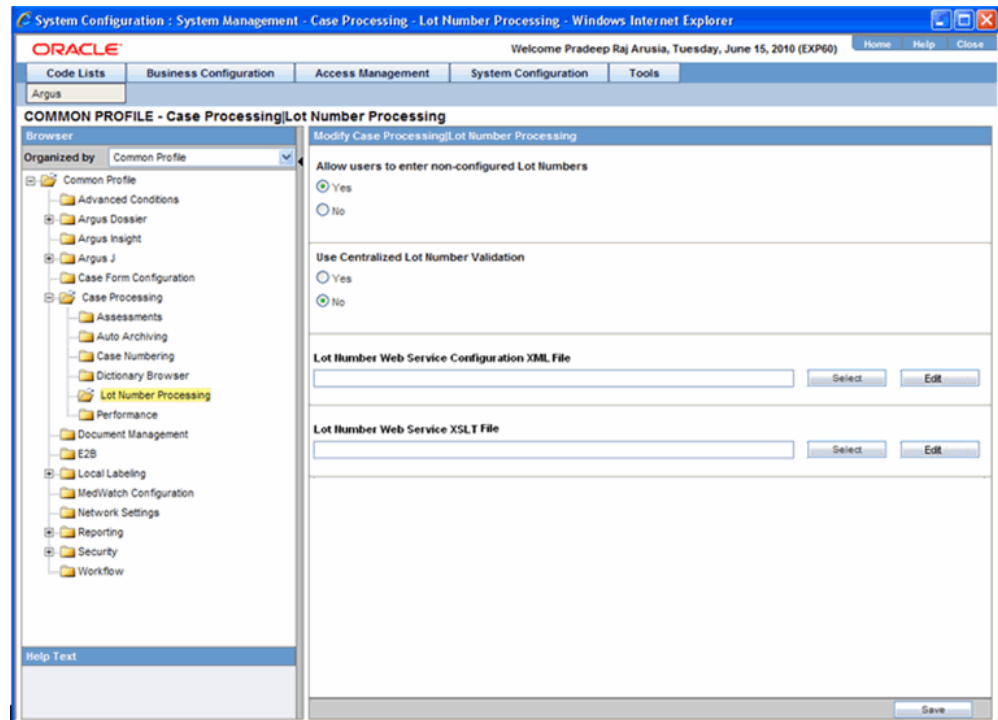 System Configuration : System Management - Case Processing - Lot Number Processing - Windows Internet Explorer
ORACLE
Welcome Pradeep Raj Arusia, Tuesday, June 15, 2010 (EXP60)
Home Help Close
Code Lists Business Configuration Access Management System Configuration Tools
Argus
COMMON PROFILE - Case Processing|Lot Number Processing
Browser
Organized by Common Profile
Common Profile
Advanced Conditions
Argus Dossier
Argus Insight
Argus J
Case Form Configuration
Case Processing
Assessments
Auto Archiving
Case Numbering
Dictionary Browser
Lot Number Processing
Performance
Document Management
E2B
Local Labeling
MedWatch Configuration
Network Settings
Reporting
Security
Workflow
Help Text
Modify Case Processing|Lot Number Processing
Allow users to enter non-configured Lot Numbers
Yes
No
Use Centralized Lot Number Validation
Yes
No
Lot Number Web Service Configuration XML File
Select Edit
Lot Number Web Service XSLT File
Select Edit
Save